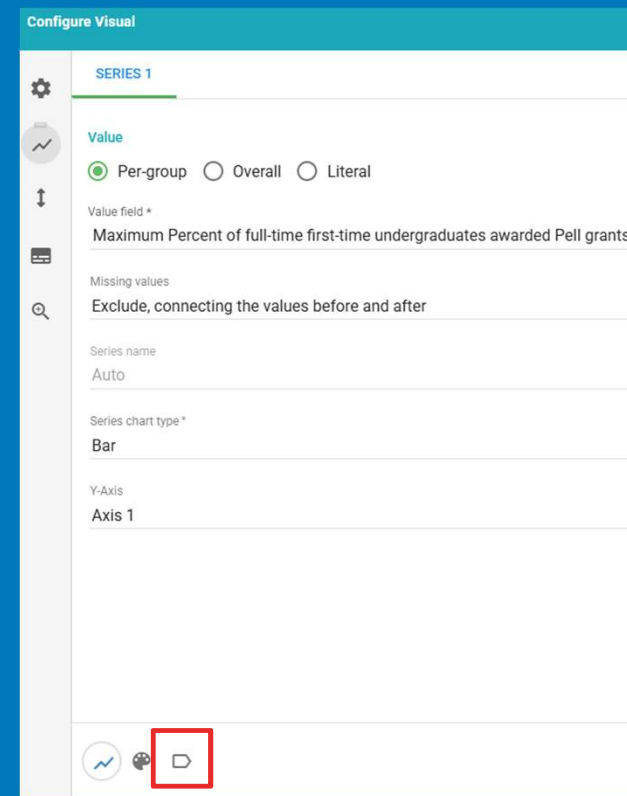 Configure Visual
SERIES 1
Value
Per-group Overall Literal
Value field *
Maximum Percent of full-time first-time undergraduates awarded Pell grants
Missing values
Exclude, connecting the values before and after
Series name
Auto
Series chart type *
Bar
Y-Axis
Axis 1